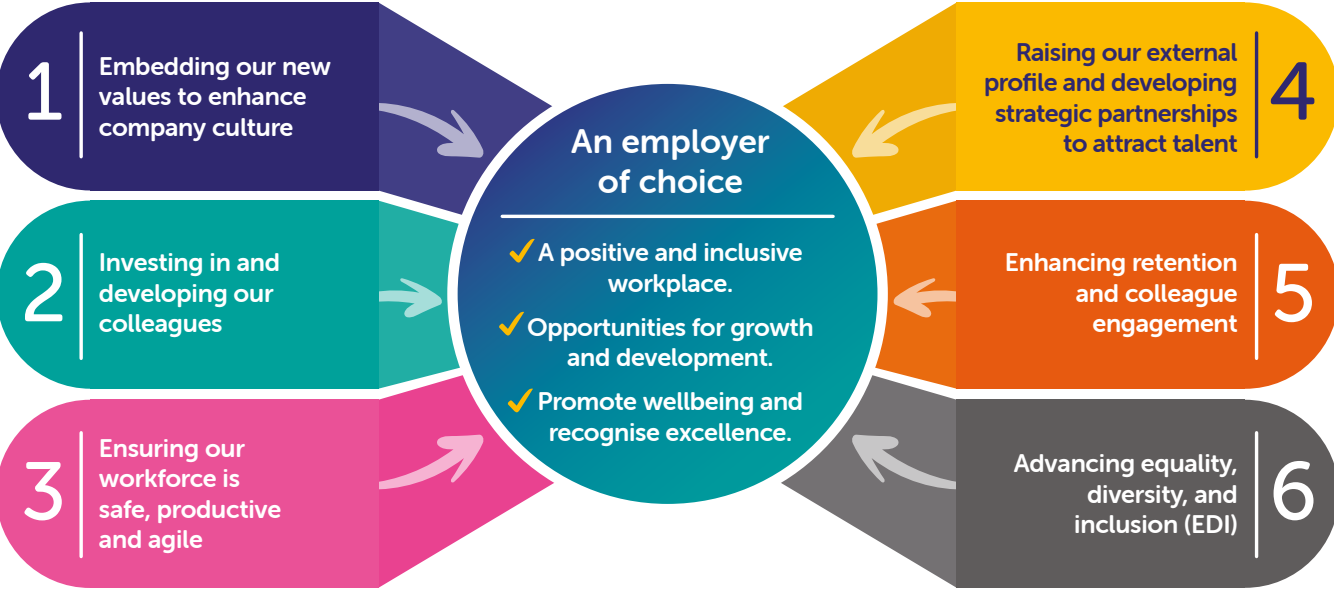 1
Embedding our new
values to enhance
company culture
2
Investing in and
developing our
colleagues
3
Ensuring our
workforce is
safe, productive
and agile
An employer
of choice
A positive and inclusive
workplace.
Opportunities for growth
and development.
Promote wellbeing and
recognise excellence.
Raising our external
profile and developing
strategic partnerships
to attract talent
4
Enhancing retention
and colleague
engagement
5
Advancing equality,
diversity, and
inclusion (EDI)
6